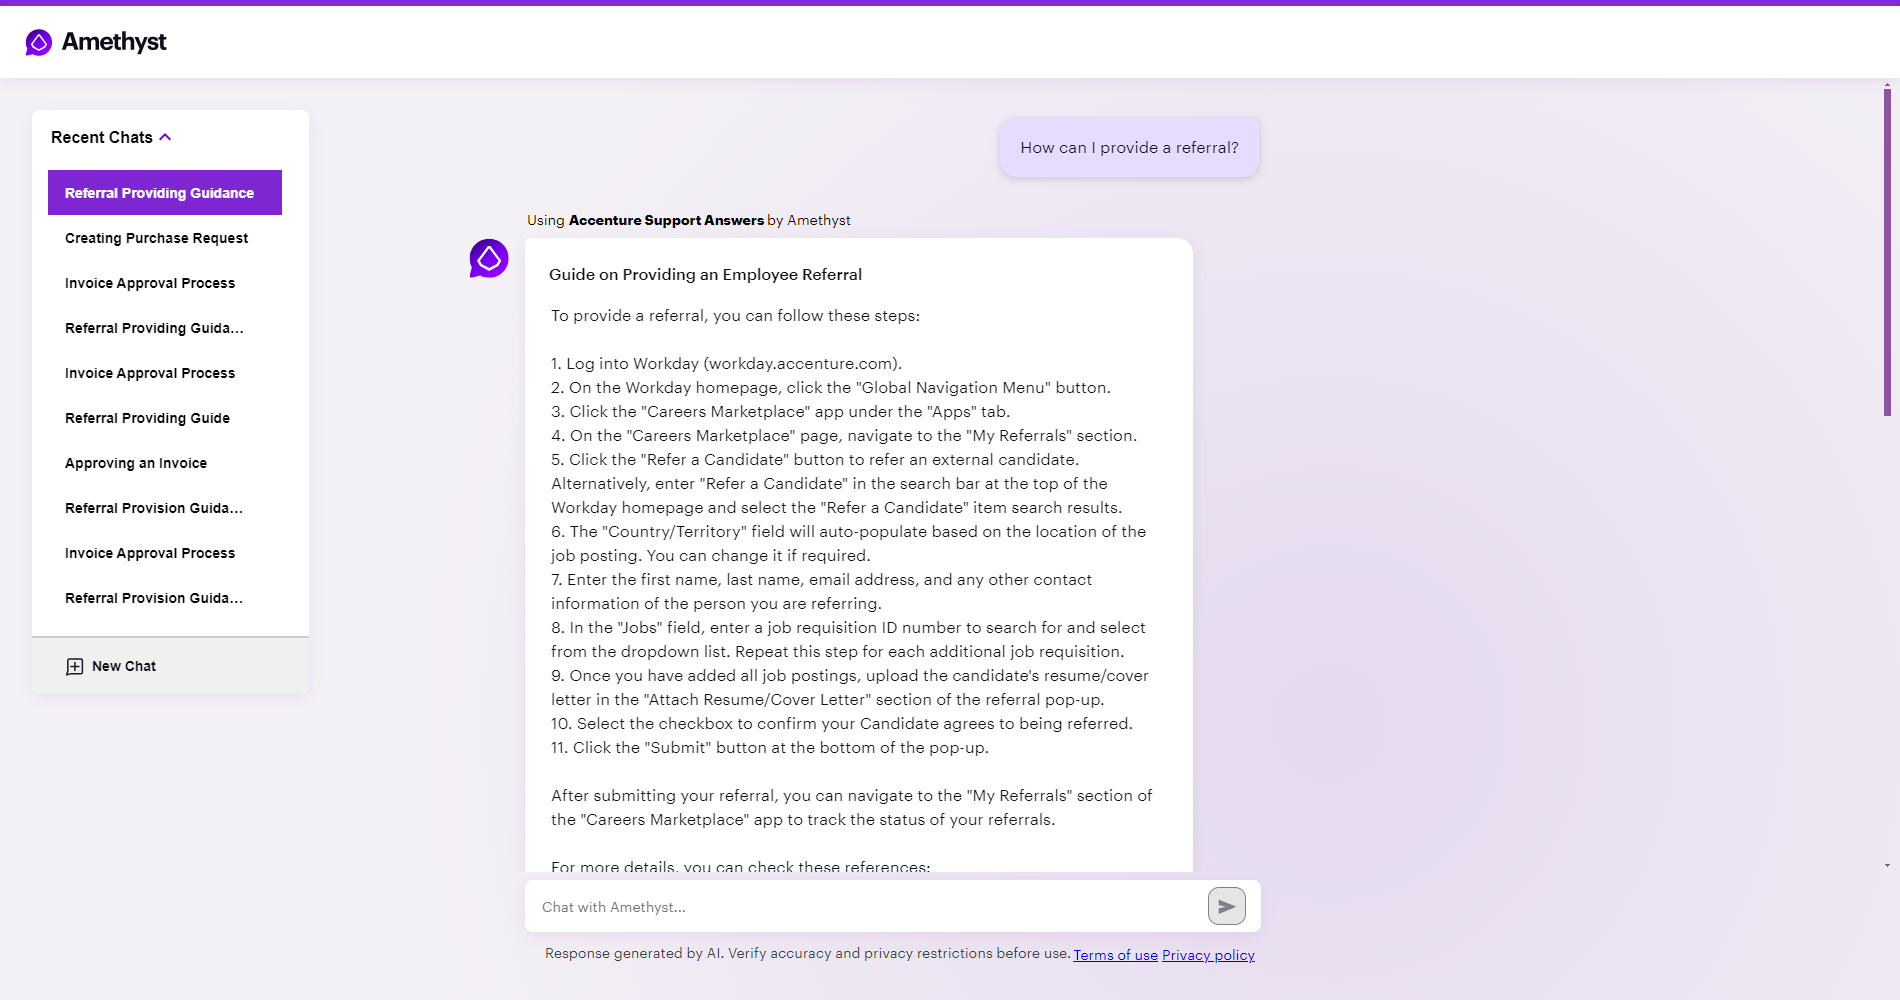 Amethyst
Recent Chats
Referral Providing Guidance
Creating Purchase Request
Invoice Approval Process
Referral Providing Guida...
Invoice Approval Process
Referral Providing Guide
Approving an Invoice
Referral Provision Guida...
Invoice Approval Process
Referral Provision Guida...
New Chat
How can I provide a referral?
Using Accenture Support Answers by Amethyst
Guide on Providing an Employee Referral
To provide a referral, you can follow these steps:
1. Log into Workday (workday.accenture.com).
2. On the Workday homepage, click the "Global Navigation Menu" button.
3. Click the "Careers Marketplace" app under the "Apps" tab.
4. On the "Careers Marketplace" page, navigate to the "My Referrals" section.
5. Click the "Refer a Candidate" button to refer an external candidate.
Alternatively, enter "Refer a Candidate" in the search bar at the top of the
Workday homepage and select the "Refer a Candidate" item search results.
6. The "Country/Territory" field will auto-populate based on the location of the
job posting. You can change it if required.
7. Enter the first name, last name, email address, and any other contact
information of the person you are referring.
8. In the "Jobs" field, enter a job requisition ID number to search for and select
from the dropdown list. Repeat this step for each additional job requisition.
9. Once you have added all job postings, upload the candidate's resume/cover
letter in the "Attach Resume/Cover Letter" section of the referral pop-up.
10. Select the checkbox to confirm your Candidate agrees to being referred.
11. Click the "Submit" button at the bottom of the pop-up.
After submitting your referral, you can navigate to the "My Referrals" section of
the "Careers Marketplace" app to track the status of your referrals.
For more details, you can check these references:
Chat with Amethyst...
Response generated by AI. Verify accuracy and privacy restrictions before use. Terms of use Privacy policy